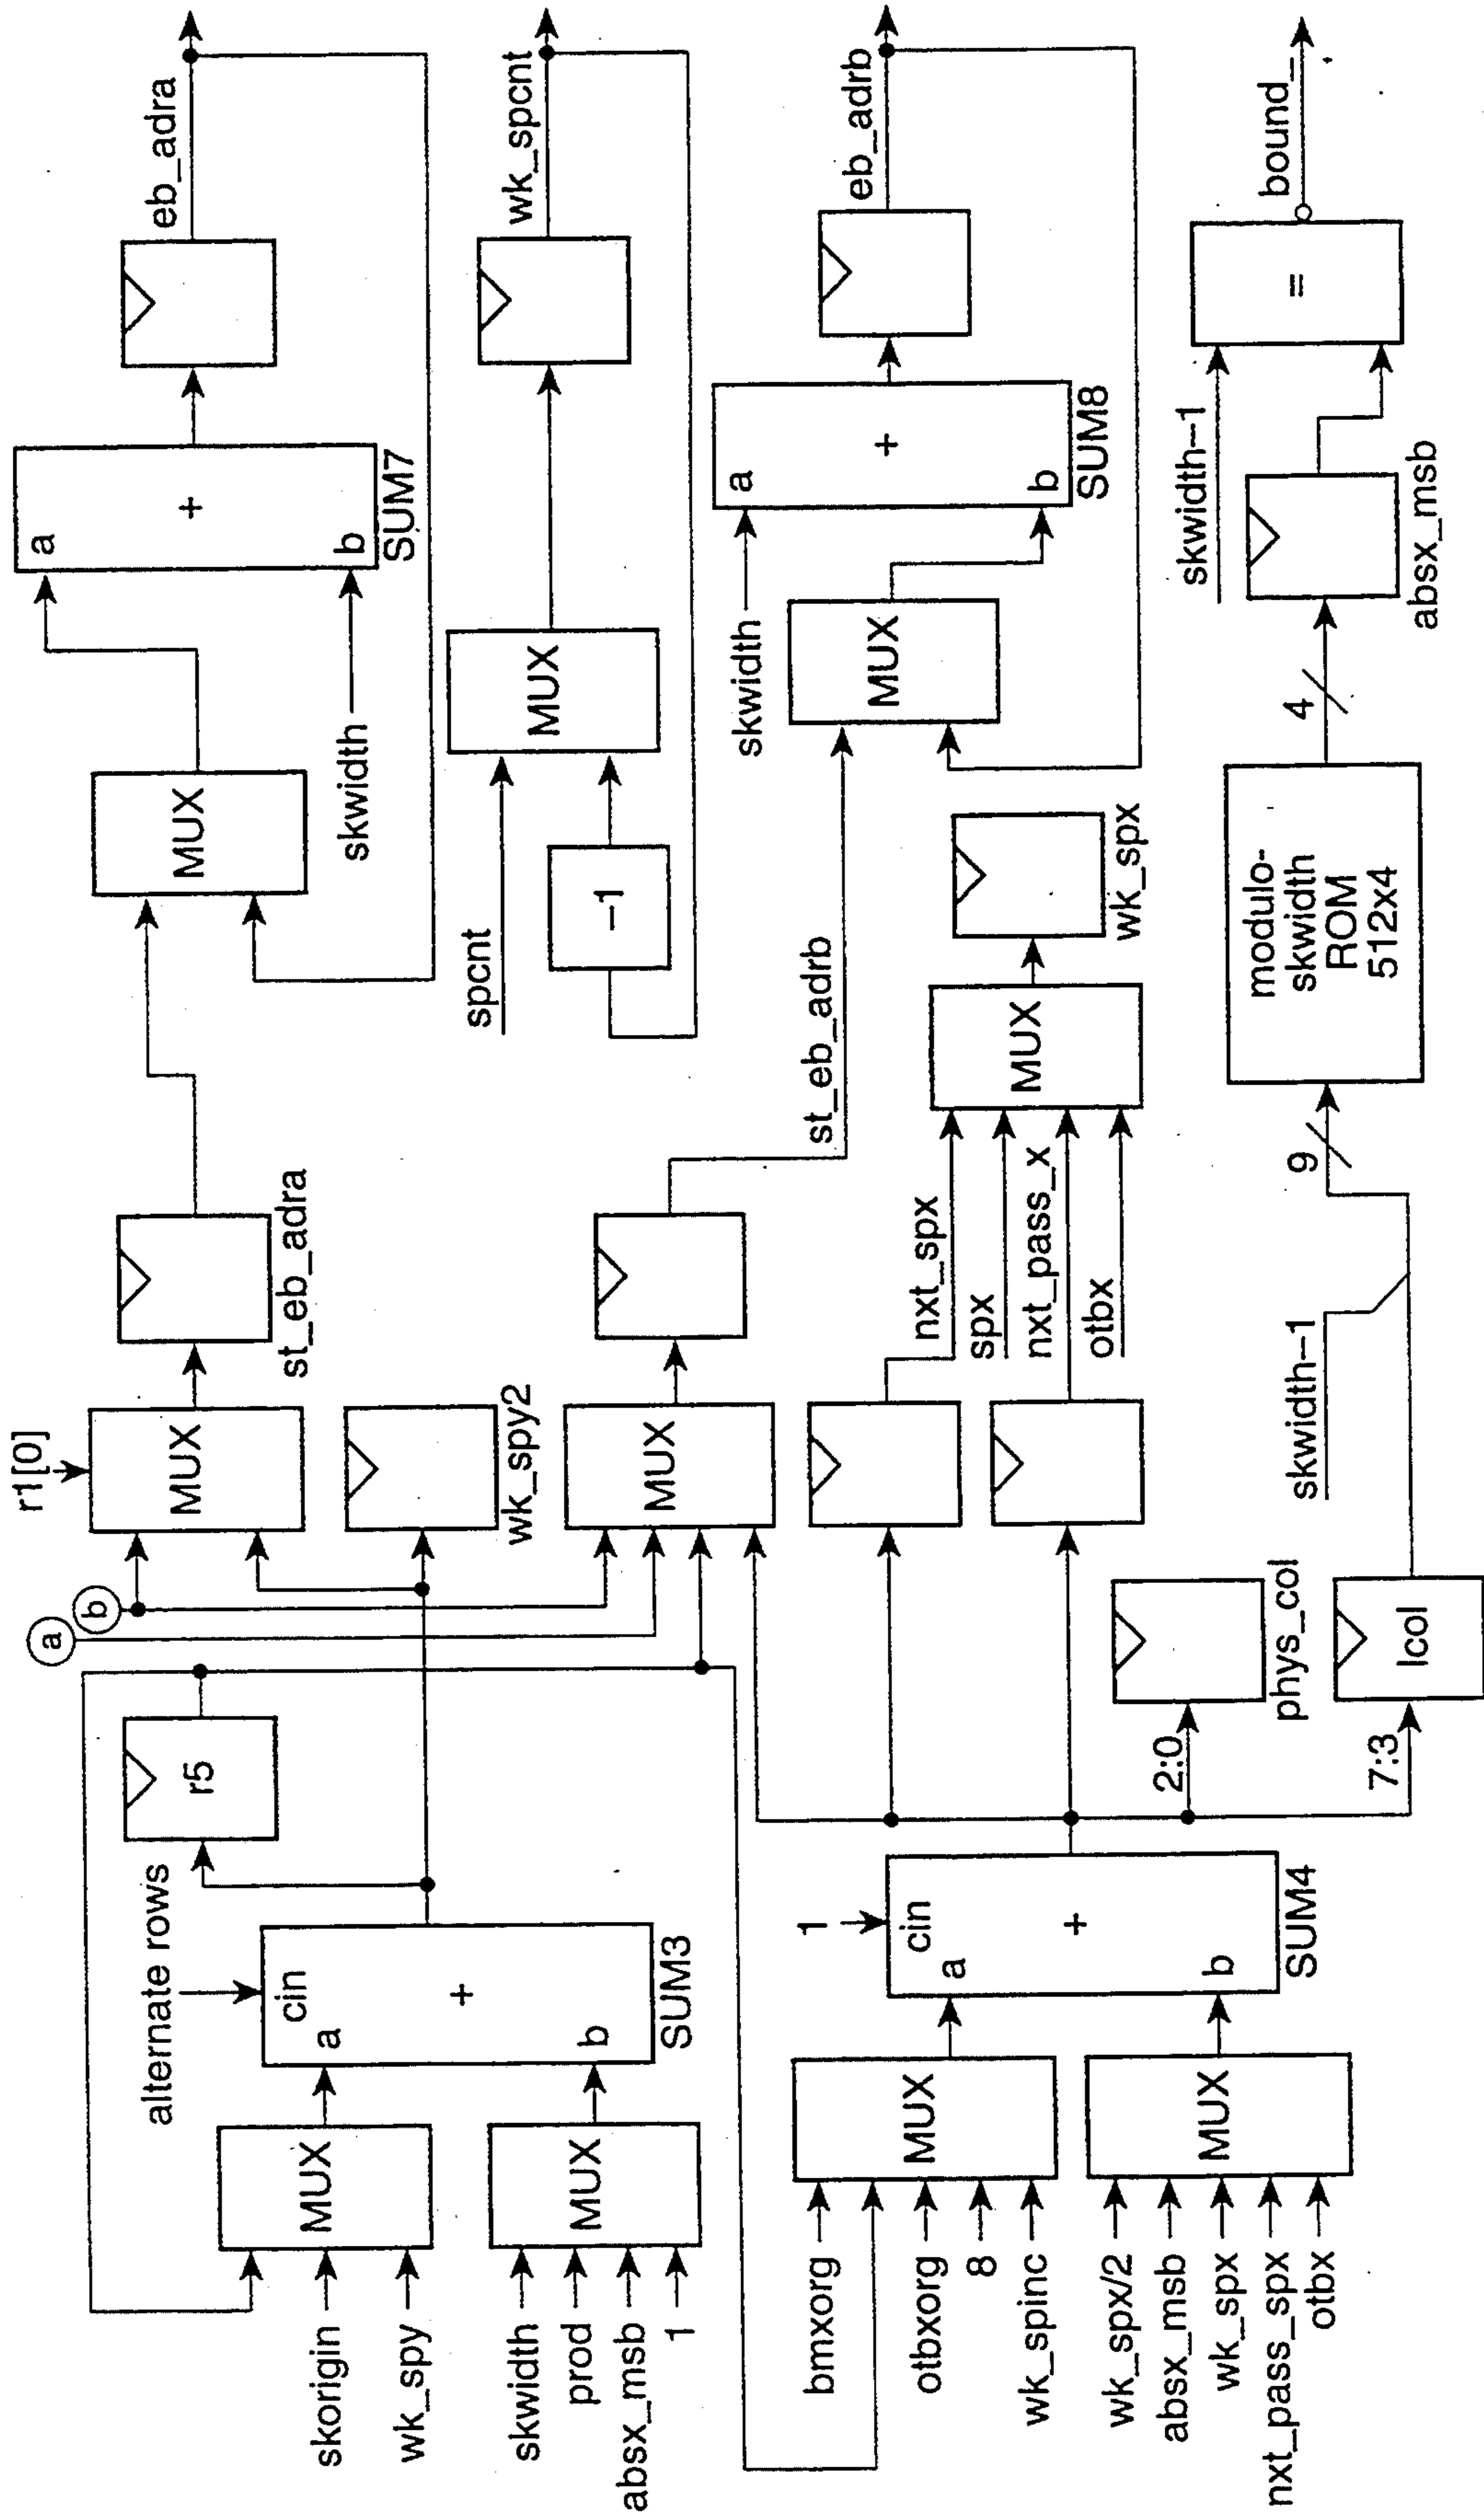 alternate rows
skorigin
wk_spy
MUX
cin
a
+
b
SUM3
r5
skwidth
prod
absx_msb
1
MUX
a
b
r1[0]
MUX
st_eb_adra
wk_spy2
MUX
MUX
skwidth
a
+
b
SUM7
eb_adra
spcnt
-1
MUX
wk_spcnt
st_eb_adrb
skwidth
MUX
a
+
b
SUM8
eb_adrb
bmxorg
otbxorg
8
wk_spinc
MUX
wk_spx/2
absx_msb
wk_spx
nxt_pass_spx
otbx
MUX
1
cin
a
+
b
SUM4
2:0
phys_col
7:3
lcol
nxt_spx
spx
nxt_pass_x
otbx
MUX
wk_spx
skwidth-1
9
modulo-
skwidth
ROM
512x4
4
absx_msb
skwidth-1
=
bound_